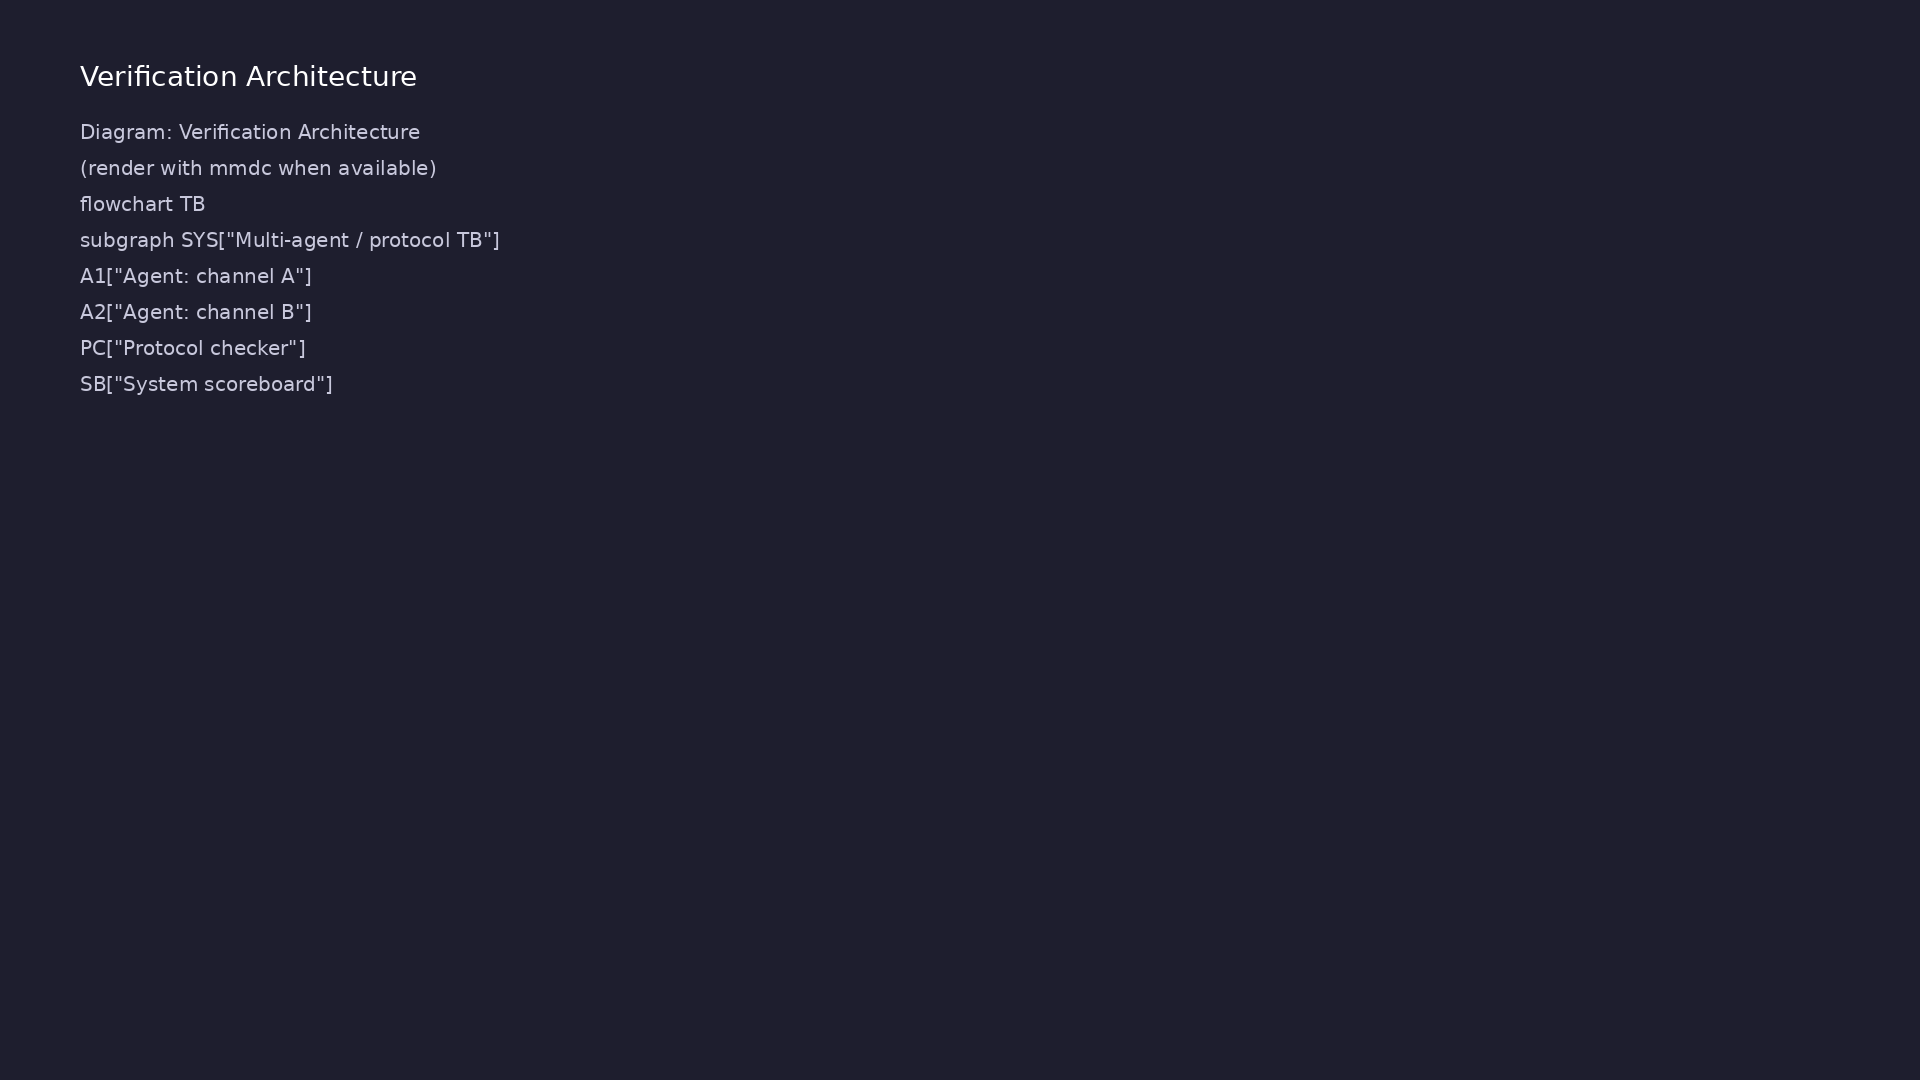 Verification Architecture
Diagram: Verification Architecture
(render with mmdc when available)
flowchart TB
subgraph SYS["Multi-agent / protocol TB"]
A1["Agent: channel A"]
A2["Agent: channel B"]
PC["Protocol checker"]
SB["System scoreboard"]